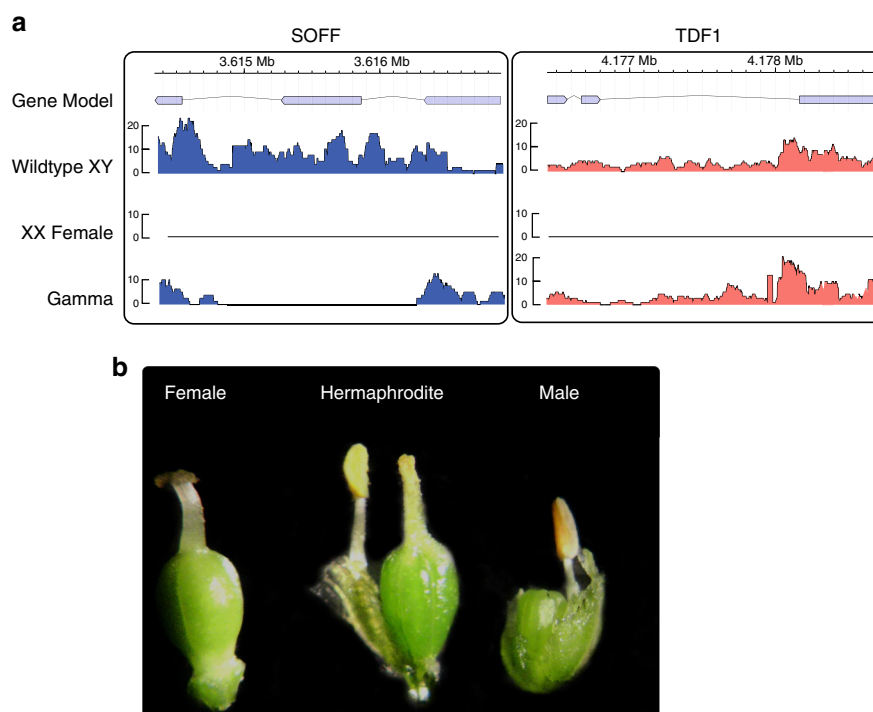 a
SOFF
TDF1
3.615 Mb 3.616 Mb
4.177 Mb 4.178 Mb
Gene Model
20
10
0
20
10
0
Wildtype XY
10
0
10
0
XX Female
10
0
20
10
0
Gamma
b
Female Hermaphrodite Male